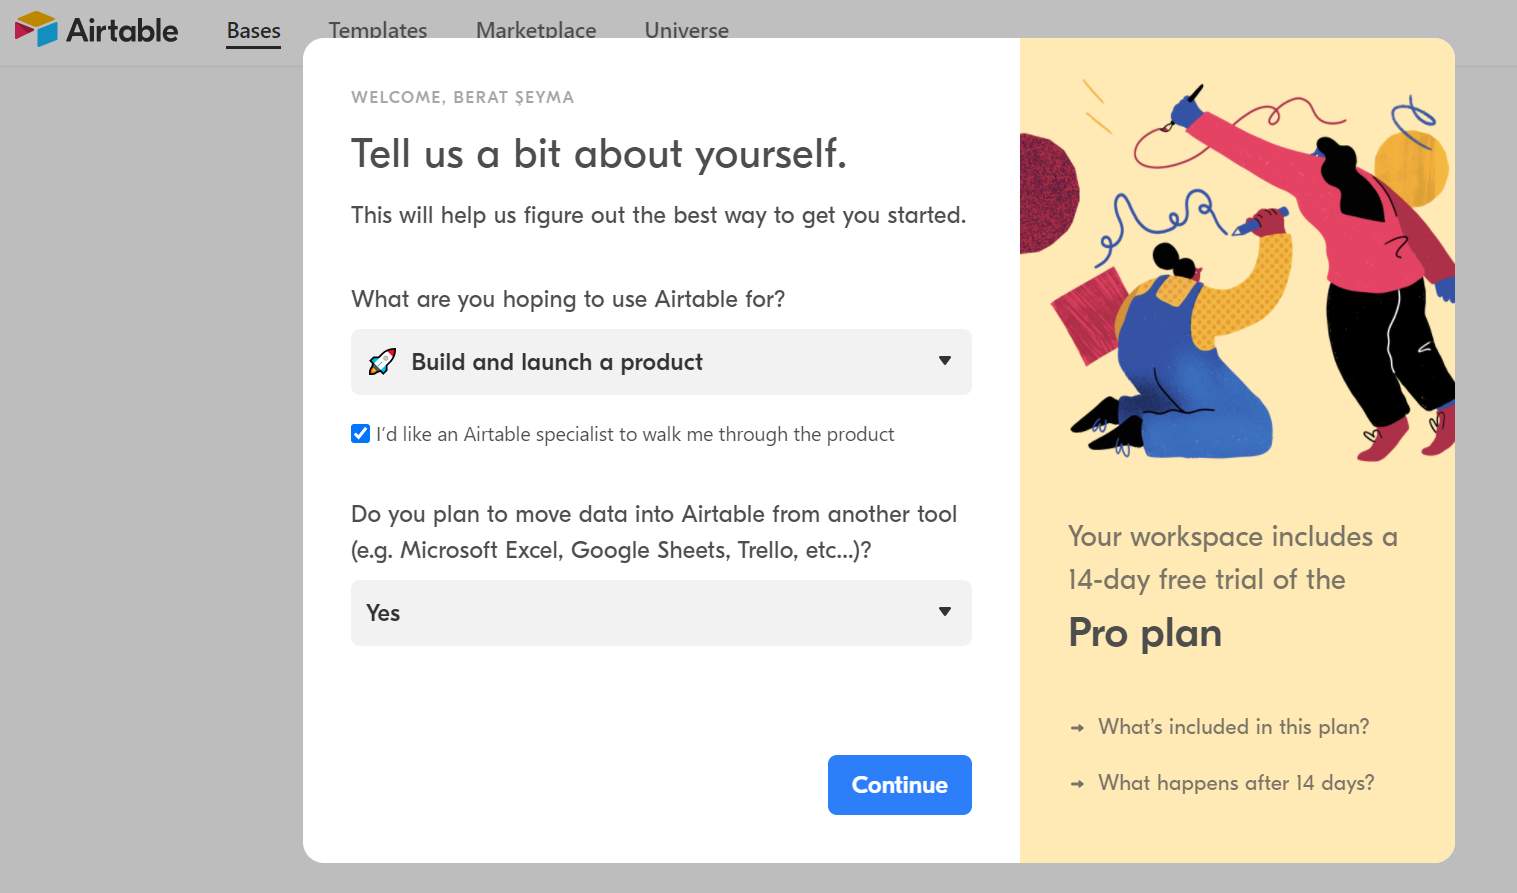 Airtable
Bases
Templates
Marketplace
Universe
WELCOME, BERAT ŞEYMA
Tell us a bit about yourself.
This will help us figure out the best way to get you started.
What are you hoping to use Airtable for?
Build and launch a product
I'd like an Airtable specialist to walk me through the product
Do you plan to move data into Airtable from another tool
(e.g. Microsoft Excel, Google Sheets, Trello, etc...)?
Yes
Continue
Your workspace includes a
14-day free trial of the
Pro plan
→ What's included in this plan?
→ What happens after 14 days?